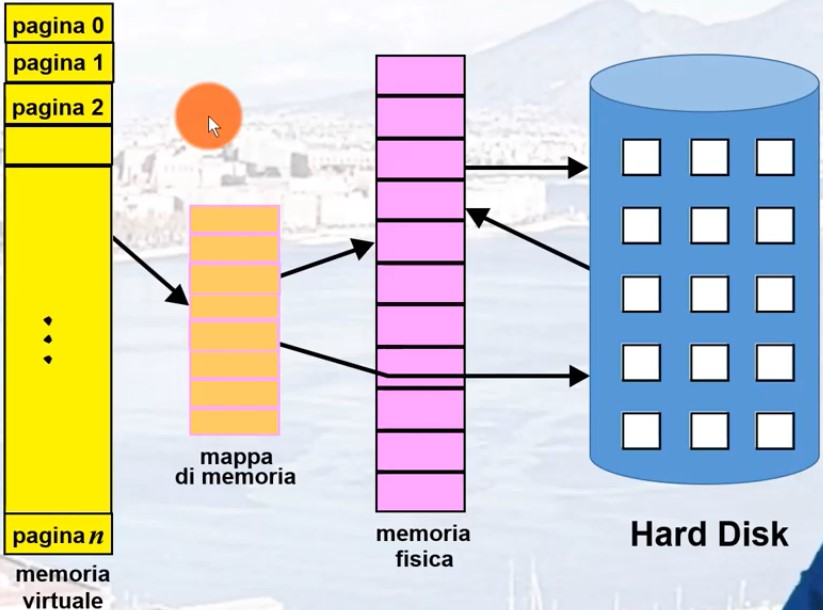 pagina 0
pagina 1
pagina 2
pagina n
memoria
virtuale
mappa
di memoria
memoria
fisica
Hard Disk